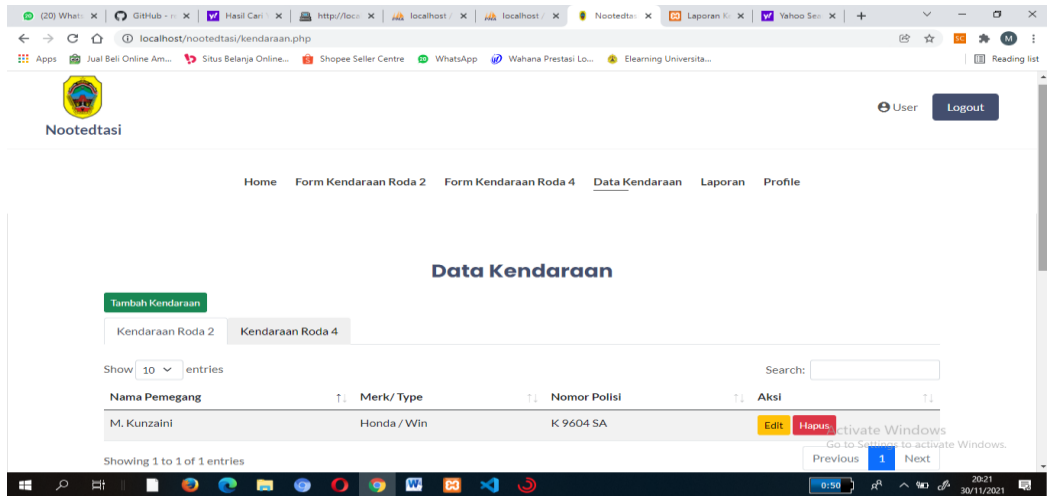 (20) Whats
GitHub - r
Hasil Cari
http://loca
localhost /
localhost /
Nootedtas
Laporan K
Yahoo Sea
localhost/nootedtasi/kendaraan.php
SC
M
Apps
Jual Beli Online Am...
Situs Belanja Online...
Shopee Seller Centre
WhatsApp
Wahana Prestasi Lo...
Elearning Universita...
Reading list
Nootedtasi
User
Logout
Home
Form Kendaraan Roda 2
Form Kendaraan Roda 4
Data Kendaraan
Laporan
Profile
Data Kendaraan
Tambah Kendaraan
Kendaraan Roda 2
Kendaraan Roda 4
Show 10 entries
Search:
Nama Pemegang
Merk/ Type
Nomor Polisi
Aksi
M. Kunzaini
Honda / Win
K 9604 SA
Edit
Hapus
Activate Windows
Go to Settings to activate Windows.
Showing 1 to 1 of 1 entries
Previous
1
Next
0:50
20:21
30/11/2021